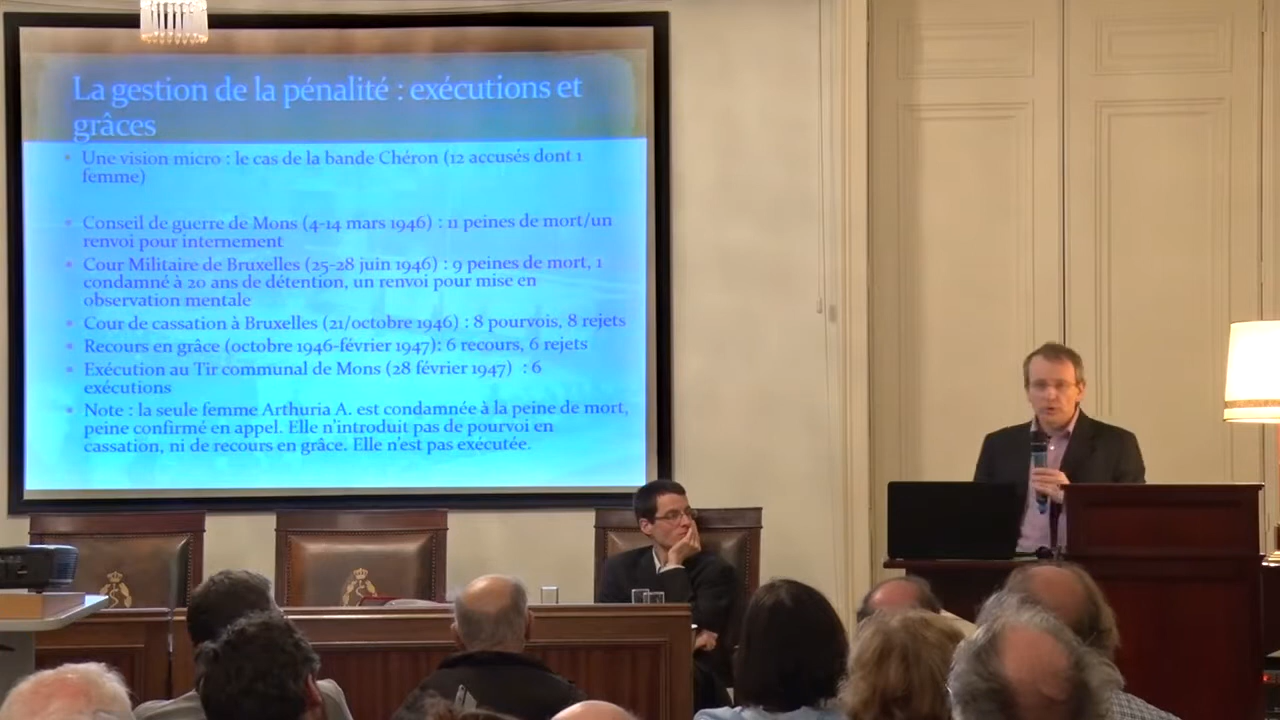 La gestion de la pénalité : exécutions et
grâces
Une vision micro : le cas de la bande Chéron (12 accusés dont 1
femme)
Conseil de guerre de Mons (4-14 mars 1946) : 11 peines de mort/un
renvoi pour internement
Cour Militaire de Bruxelles (25-28 juin 1946) : 9 peines de mort, 1
condamné à 20 ans de détention, un renvoi pour mise en
observation mentale
Cour de cassation à Bruxelles (21/octobre 1946) : 8 pourvois, 8 rejets
Recours en grâce (octobre 1946-février 1947): 6 recours, 6 rejets
Exécution au Tir communal de Mons (28 février 1947) : 6
exécutions
Note : la seule femme Arthuria A. est condamnée à la peine de mort,
peine confirmé en appel. Elle n'introduit pas de pourvoi en
cassation, ni de recours en grâce. Elle n'est pas exécutée.